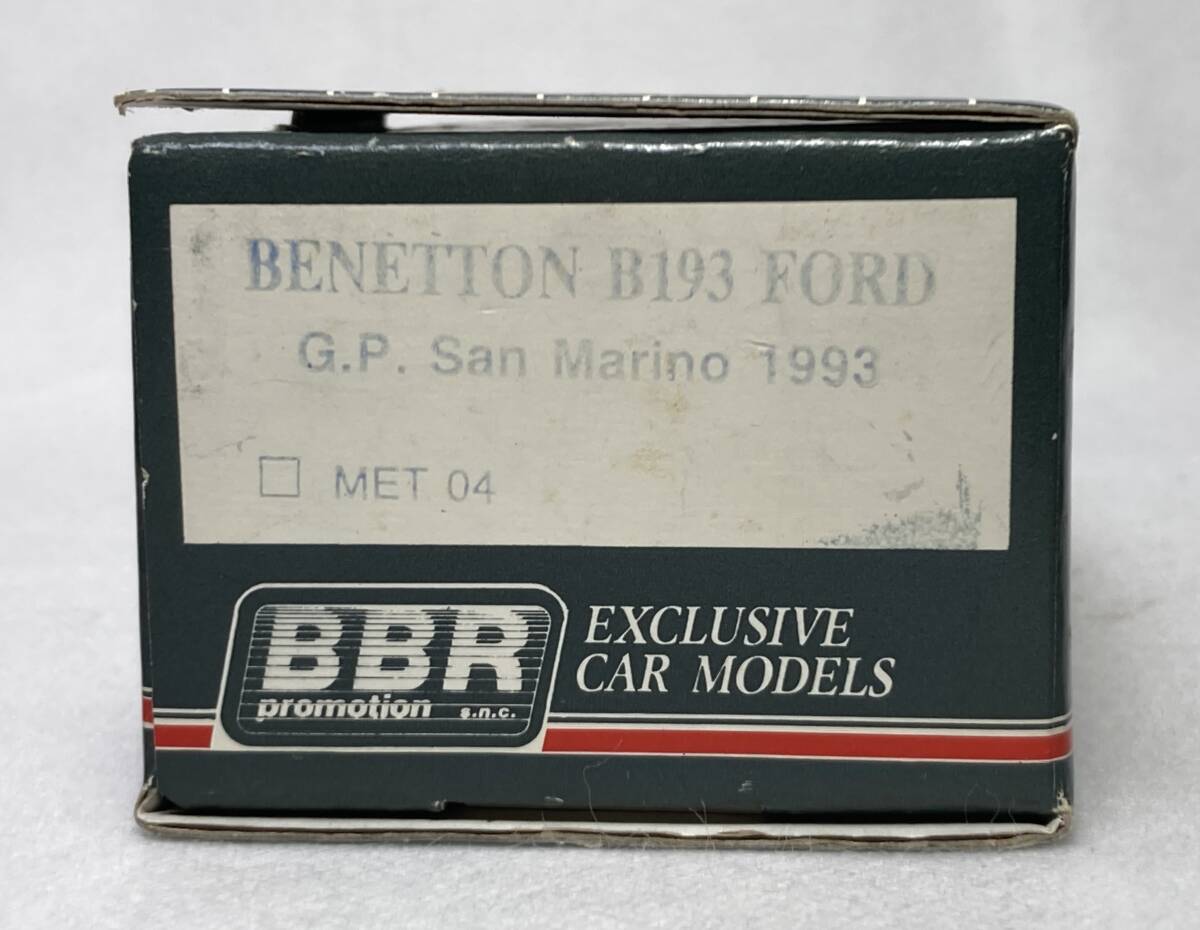 BENETTON B193 FORD
G.P. San Marino 1993
MET 04
BBR
promotion s.n.c.
EXCLUSIVE
CAR MODELS